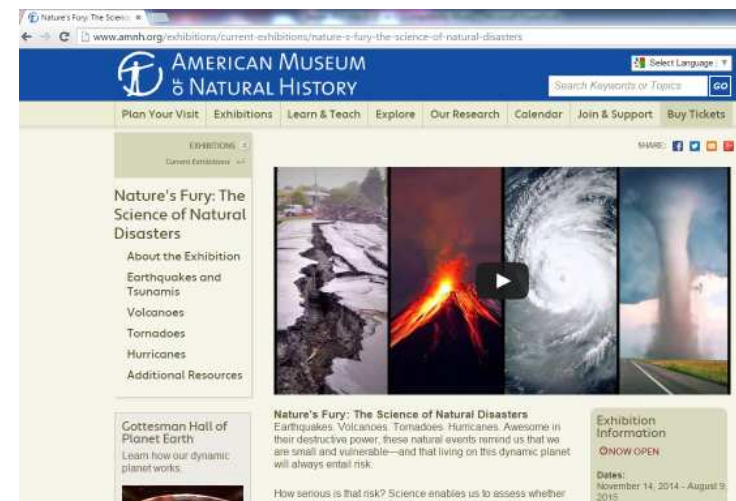 Nature's Fury: The Scienc
www.amnh.org/exhibitions/current-exhibitions/nature-s-fury-the-science-of-natural-disasters
AMERICAN MUSEUM
OF NATURAL HISTORY
Select Language
Search Keywords or Topics
GO
Plan Your Visit Exhibitions Learn & Teach Explore Our Research Calendar Join & Support Buy Tickets
EXHIBITIONS
Current Exhibitions
SHARE:
Nature's Fury: The
Science of Natural
Disasters
About the Exhibition
Earthquakes and
Tsunamis
Volcanoes
Tornadoes
Hurricanes
Additional Resources
Gottesman Hall of
Planet Earth
Learn how our dynamic
planet works.
Nature's Fury: The Science of Natural Disasters
Earthquakes. Volcanoes. Tornadoes. Hurricanes. Awesome in
their destructive power, these natural events remind us that we
are small and vulnerable—and that living on this dynamic planet
will always entail risk.
How serious is that risk? Science enables us to assess whether
Exhibition
Information
NOW OPEN
Dates:
November 14, 2014 - August 9,
2015